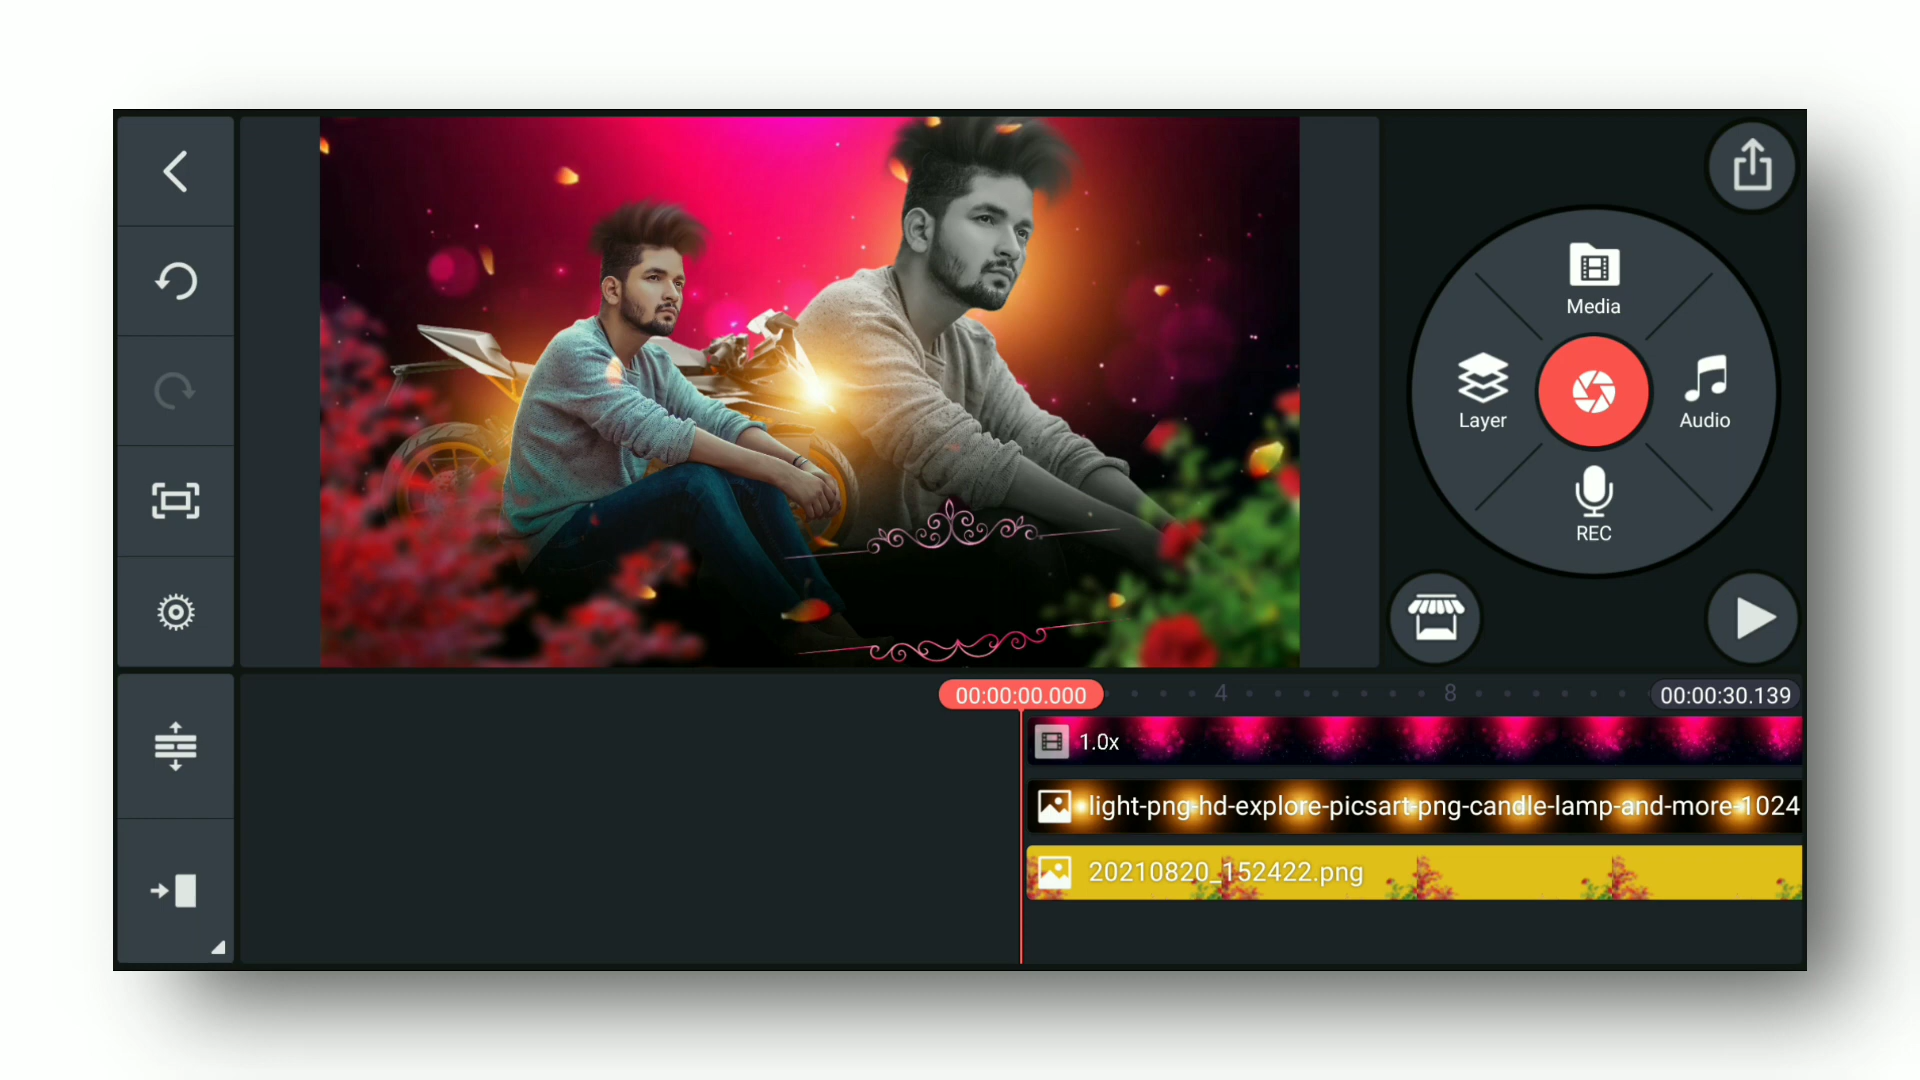 Media
Layer
Audio
REC
00:00:00.000
4
8
00:00:30.139
1.0x
light-png-hd-explore-picsart-png-candle-lamp-and-more-1024
20210820_152422.png